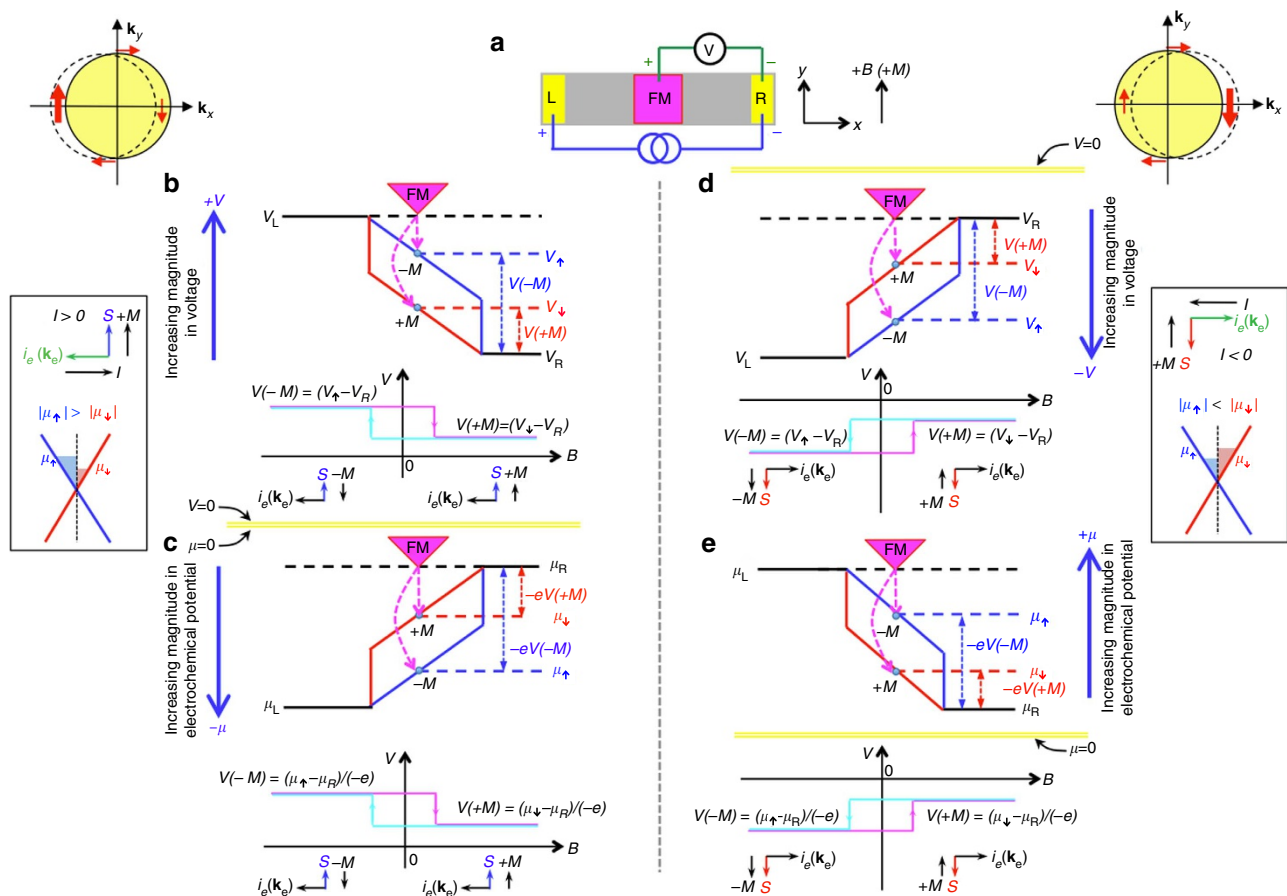 k_y
k_x
a
V
+
−
L
FM
R
+
−
y
x
+B (+M)
k_y
k_x
V=0
b
+V
Increasing magnitude in voltage
V_L
FM
−M
+M
V↑
V(−M)
V↓
V(+M)
V_R
V
V(−M) = (V↑−V_R)
V(+M)=(V↓−V_R)
0
B
S −M
i_e(k_e)
S +M
i_e(k_e)
I > 0
S +M
i_e(k_e)
I
|μ↑| > |μ↓|
μ↑
μ↓
V=0
μ=0
c
Increasing magnitude in electrochemical potential
−μ
FM
μ_R
−eV(+M)
+M
μ↓
−eV(−M)
−M
μ↑
μ_L
V
V(−M) = (μ↑−μ_R)/(−e)
V(+M) = (μ↓−μ_R)/(−e)
0
B
S −M
i_e(k_e)
S +M
i_e(k_e)
d
FM
V_R
V(+M)
+M
V↓
V(−M)
−M
V↑
V_L
Increasing magnitude in voltage
−V
V
0
B
V(−M) = (V↑−V_R)
V(+M) = (V↓−V_R)
i_e(k_e)
−M S
i_e(k_e)
+M S
I
i_e(k_e)
+M S
I<0
|μ↑| < |μ↓|
μ↑
μ↓
e
FM
μ_L
−M
μ↑
−eV(−M)
+M
μ↓
−eV(+M)
μ_R
+μ
Increasing magnitude in electrochemical potential
μ=0
V
0
B
V(−M) = (μ↑-μ_R)/(−e)
V(+M) = (μ↓−μ_R)/(−e)
i_e(k_e)
−M S
i_e(k_e)
+M S